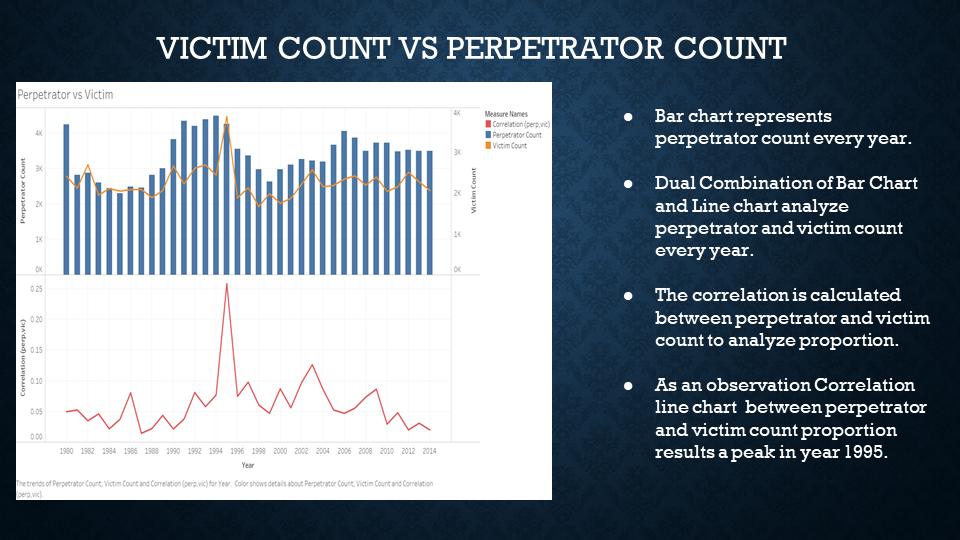 VICTIM COUNT VS PERPETRATOR COUNT
Perpetrator vs Victim
Perpetrator Count
4K
3K
2K
1K
0K
4K
3K
2K
1K
0K
Victim Count
Measure Names
Correlation (perp,vic)
Perpetrator Count
Victim Count
Correlation (perp,vic)
0.25
0.20
0.15
0.10
0.05
0.00
1980 1982 1984 1986 1988 1990 1992 1994 1996 1998 2000 2002 2004 2006 2008 2010 2012 2014
Year
The trends of Perpetrator Count, Victim Count and Correlation (perp,vic) for Year. Color shows details about Perpetrator Count, Victim Count and Correlation
(perp,vic).
● Bar chart represents
perpetrator count every year.
● Dual Combination of Bar Chart
and Line chart analyze
perpetrator and victim count
every year.
● The correlation is calculated
between perpetrator and victim
count to analyze proportion.
● As an observation Correlation
line chart between perpetrator
and victim count proportion
results a peak in year 1995.